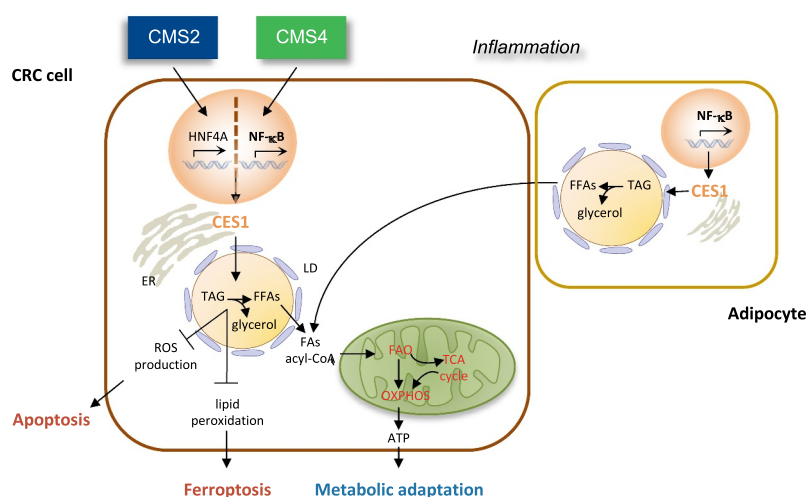 CMS2
CMS4
Inflammation
CRC cell
HNF4A
NF-κB
NF-κB
CES1
FFAs
TAG
glycerol
CES1
ER
LD
TAG
FFAs
glycerol
Adipocyte
ROS
production
FAs
acyl-CoA
FAO
TCA
cycle
OXPHOS
Apoptosis
lipid
peroxidation
ATP
Ferroptosis
Metabolic adaptation